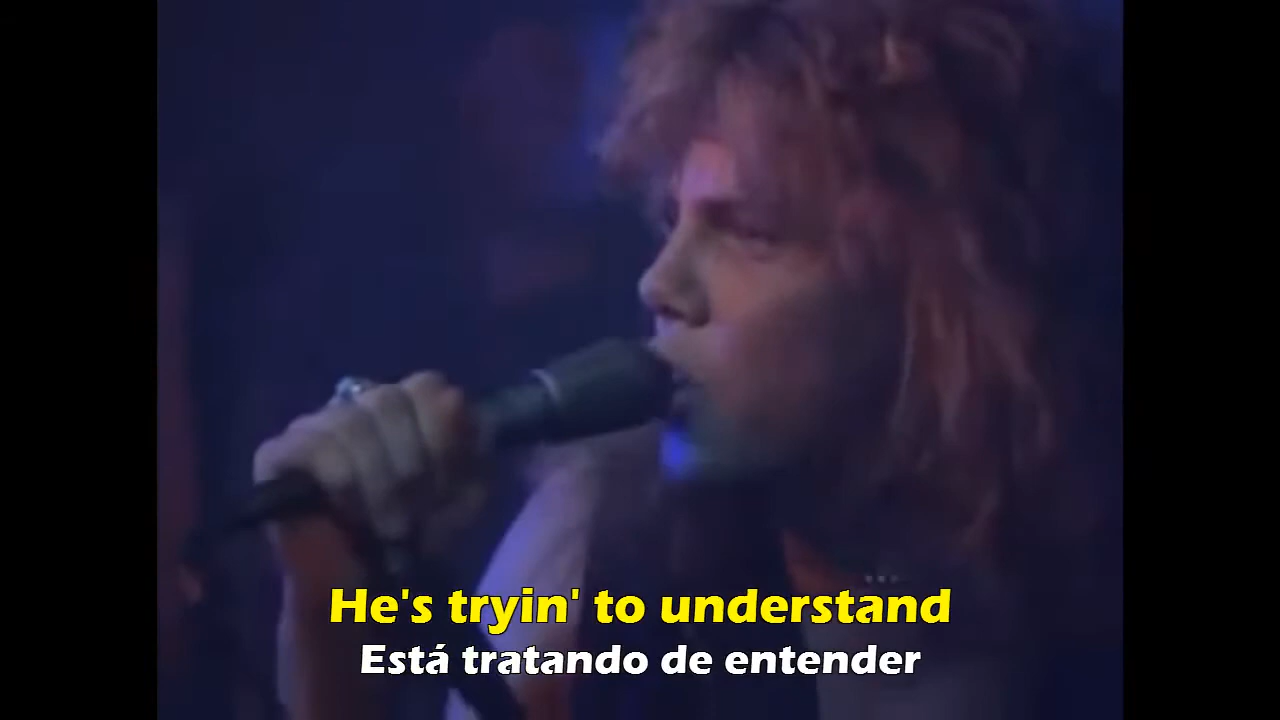 He's tryin' to understand
Está tratando de entender